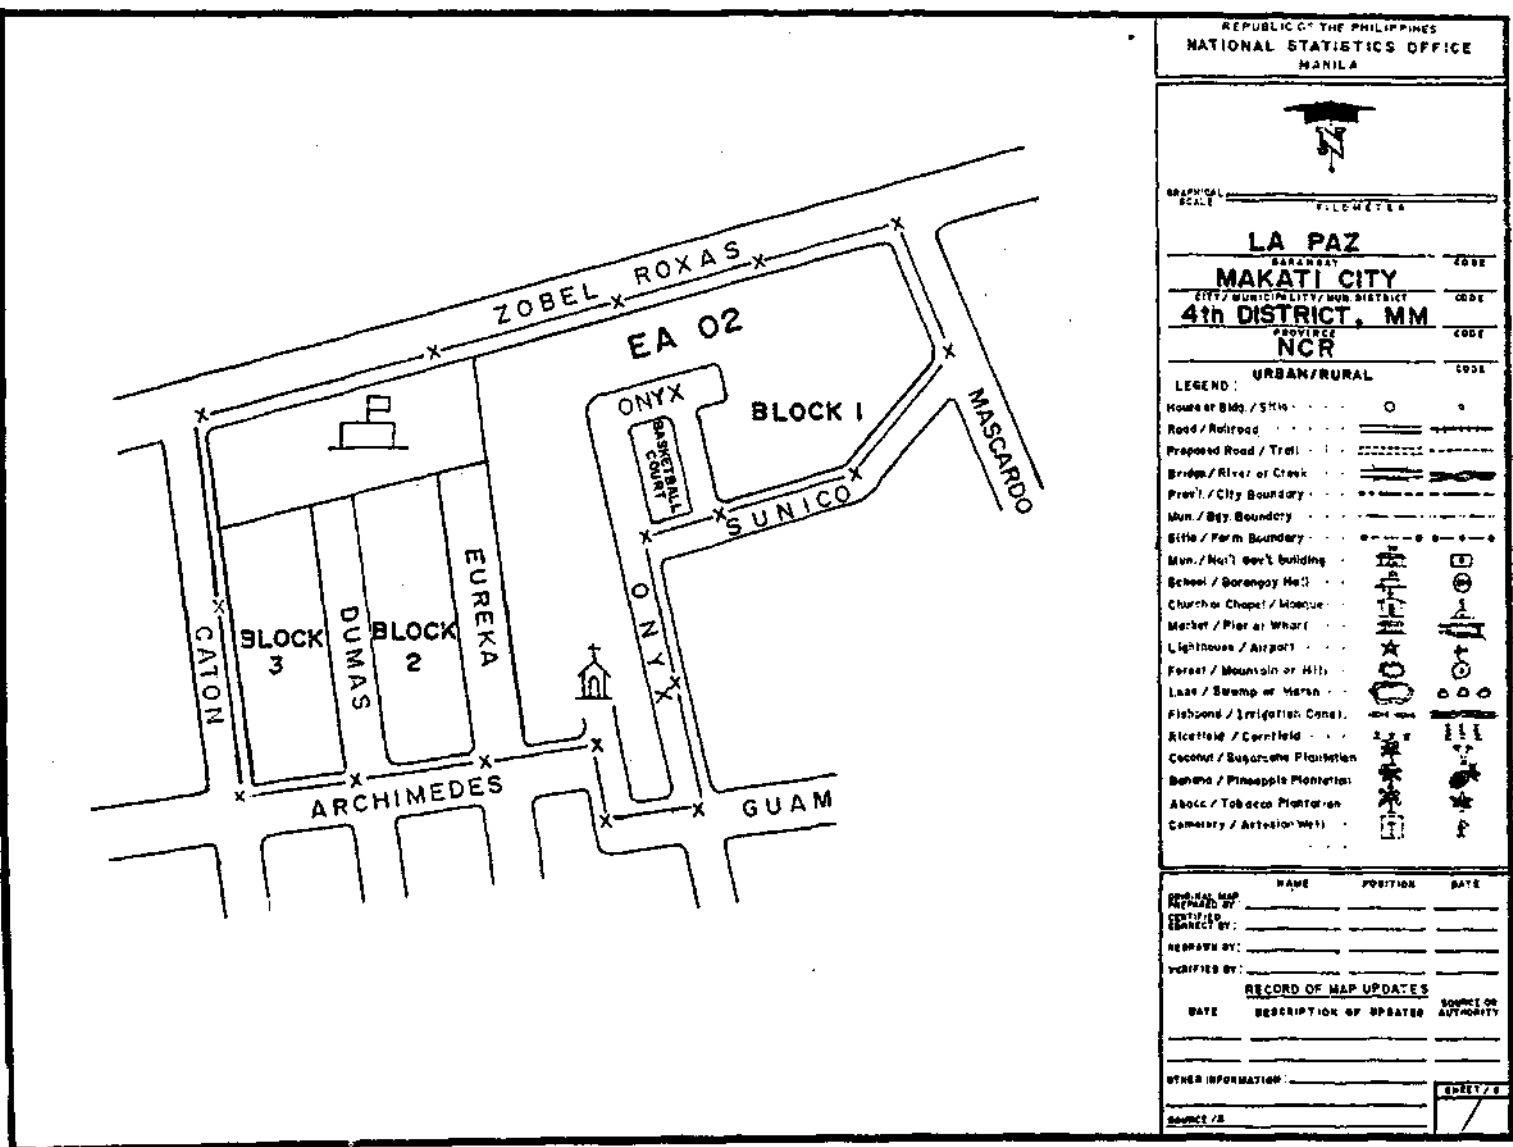 ZOBEL ROXAS
EA 02
ONYX
BLOCK 1
BASKETBALL
COURT
MASCARDO
SUNICO
ONYX
EUREKA
DUMAS
CATON
BLOCK
3
BLOCK
2
ARCHIMEDES
GUAM
REPUBLIC OF THE PHILIPPINES
NATIONAL STATISTICS OFFICE
MANILA
N
GRAPHICAL
SCALE
KILOMETER
LA PAZ
BARANGAY CODE
MAKATI CITY
CITY/MUNICIPALITY/MUN. DISTRICT CODE
4th DISTRICT, MM
PROVINCE CODE
NCR
CODE
URBAN/RURAL
LEGEND:
House or Bldg. / Sitio
Road / Railroad
Proposed Road / Trail
Bridge / River or Creek
Prov'l. / City Boundary
Mun. / Bgy. Boundary
Sitio / Farm Boundary
Mun. / Nat'l Gov't Building
School / Barangay Hall
Church or Chapel / Mosque
Market / Pier or Wharf
Lighthouse / Airport
Forest / Mountain or Hills
Lake / Swamp or Marsh
Fishpond / Irrigation Canal
Ricefield / Cornfield
Coconut / Sugarcane Plantation
Banana / Pineapple Plantation
Abaca / Tobacco Plantation
Cemetery / Artesian Well
NAME POSITION DATE
ORIGINAL MAP
PREPARED BY
CERTIFIED
CORRECT BY:
REDRAWN BY:
VERIFIED BY:
RECORD OF MAP UPDATES
DATE DESCRIPTION OF UPDATES SOURCE OR
AUTHORITY
OTHER INFORMATION:
SHEET /
SOURCE /S